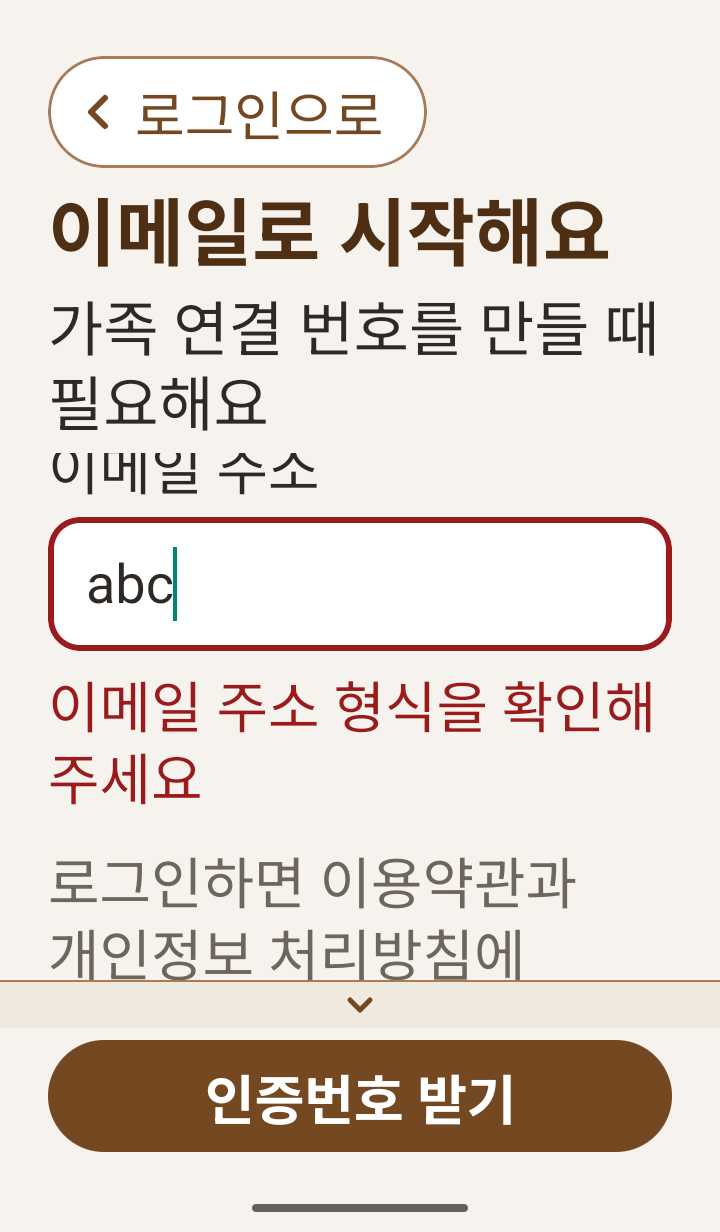 로그인으로
이메일로 시작해요
가족 연결 번호를 만들 때
필요해요
이메일 주소
abc
이메일 주소 형식을 확인해
주세요
로그인하면 이용약관과
개인정보 처리방침에
인증번호 받기